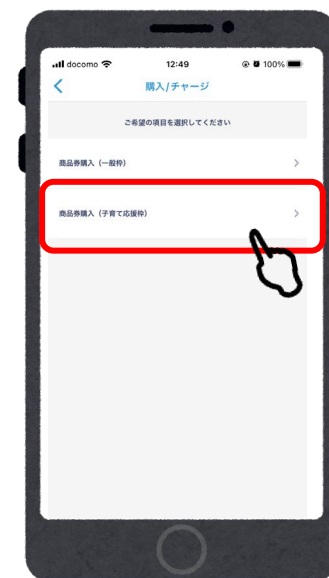 docomo 12:49 100%
購入/チャージ
ご希望の項目を選択してください
商品券購入（一般枠）
商品券購入（子育て応援枠）